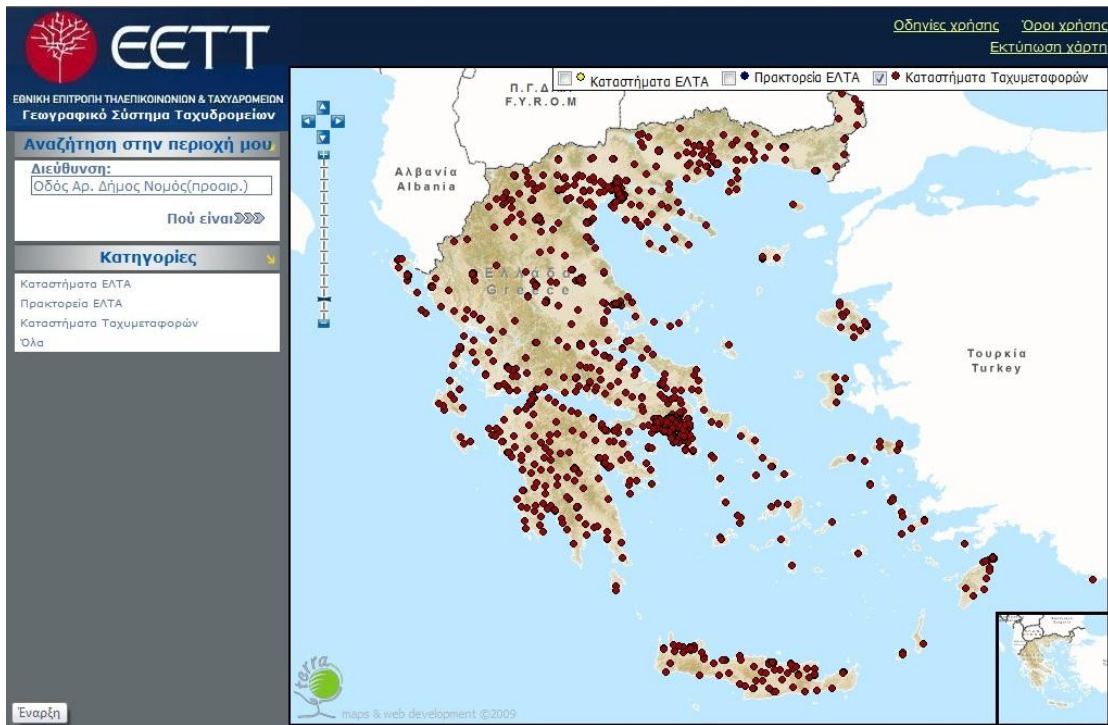 ΕΕΤΤ
ΕΘΝΙΚΗ ΕΠΙΤΡΟΠΗ ΤΗΛΕΠΙΚΟΙΝΩΝΙΩΝ & ΤΑΧΥΔΡΟΜΕΙΩΝ
Γεωγραφικό Σύστημα Ταχυδρομείων
Οδηγίες χρήσης Όροι χρήσης
Εκτύπωση χάρτη
Αναζήτηση στην περιοχή μου
Διεύθυνση:
Οδός Αρ. Δήμος Νομός(προαιρ.)
Πού είναι
Κατηγορίες
Καταστήματα ΕΛΤΑ
Πρακτορεία ΕΛΤΑ
Καταστήματα Ταχυμεταφορών
Όλα
Έναρξη
Καταστήματα ΕΛΤΑ Πρακτορεία ΕΛΤΑ Καταστήματα Ταχυμεταφορών
F.Y.R.O.M
Αλβανία
Albania
Ελλάδα
Greece
Τουρκία
Turkey
terra
maps & web development ©2009